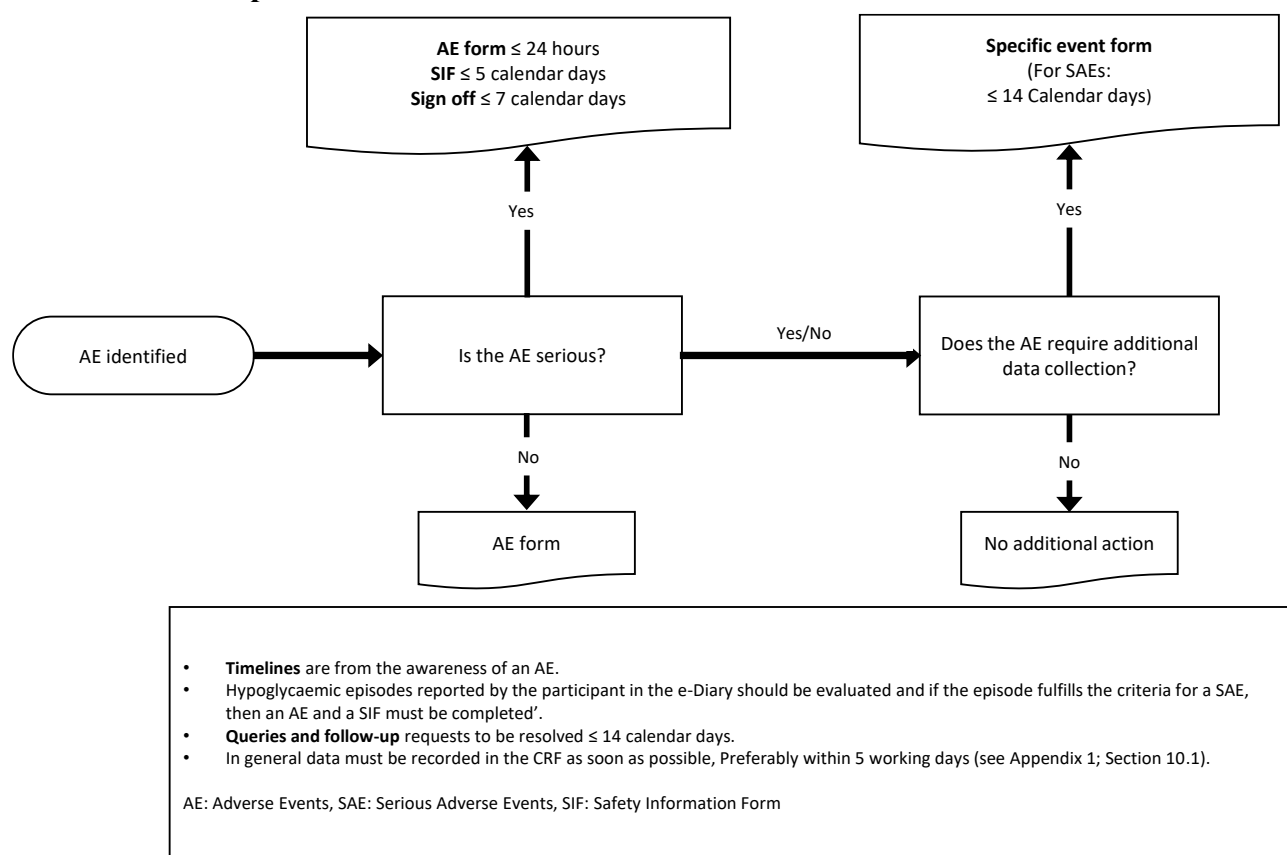 AE form ≤ 24 hours
SIF ≤ 5 calendar days
Sign off ≤ 7 calendar days
Specific event form
(For SAEs:
≤ 14 Calendar days)
Yes
Yes
AE identified
Is the AE serious?
Yes/No
Does the AE require additional
data collection?
No
No
AE form
No additional action
• Timelines are from the awareness of an AE.
• Hypoglycaemic episodes reported by the participant in the e-Diary should be evaluated and if the episode fulfills the criteria for a SAE,
then an AE and a SIF must be completed’.
• Queries and follow-up requests to be resolved ≤ 14 calendar days.
• In general data must be recorded in the CRF as soon as possible, Preferably within 5 working days (see Appendix 1; Section 10.1).
AE: Adverse Events, SAE: Serious Adverse Events, SIF: Safety Information Form